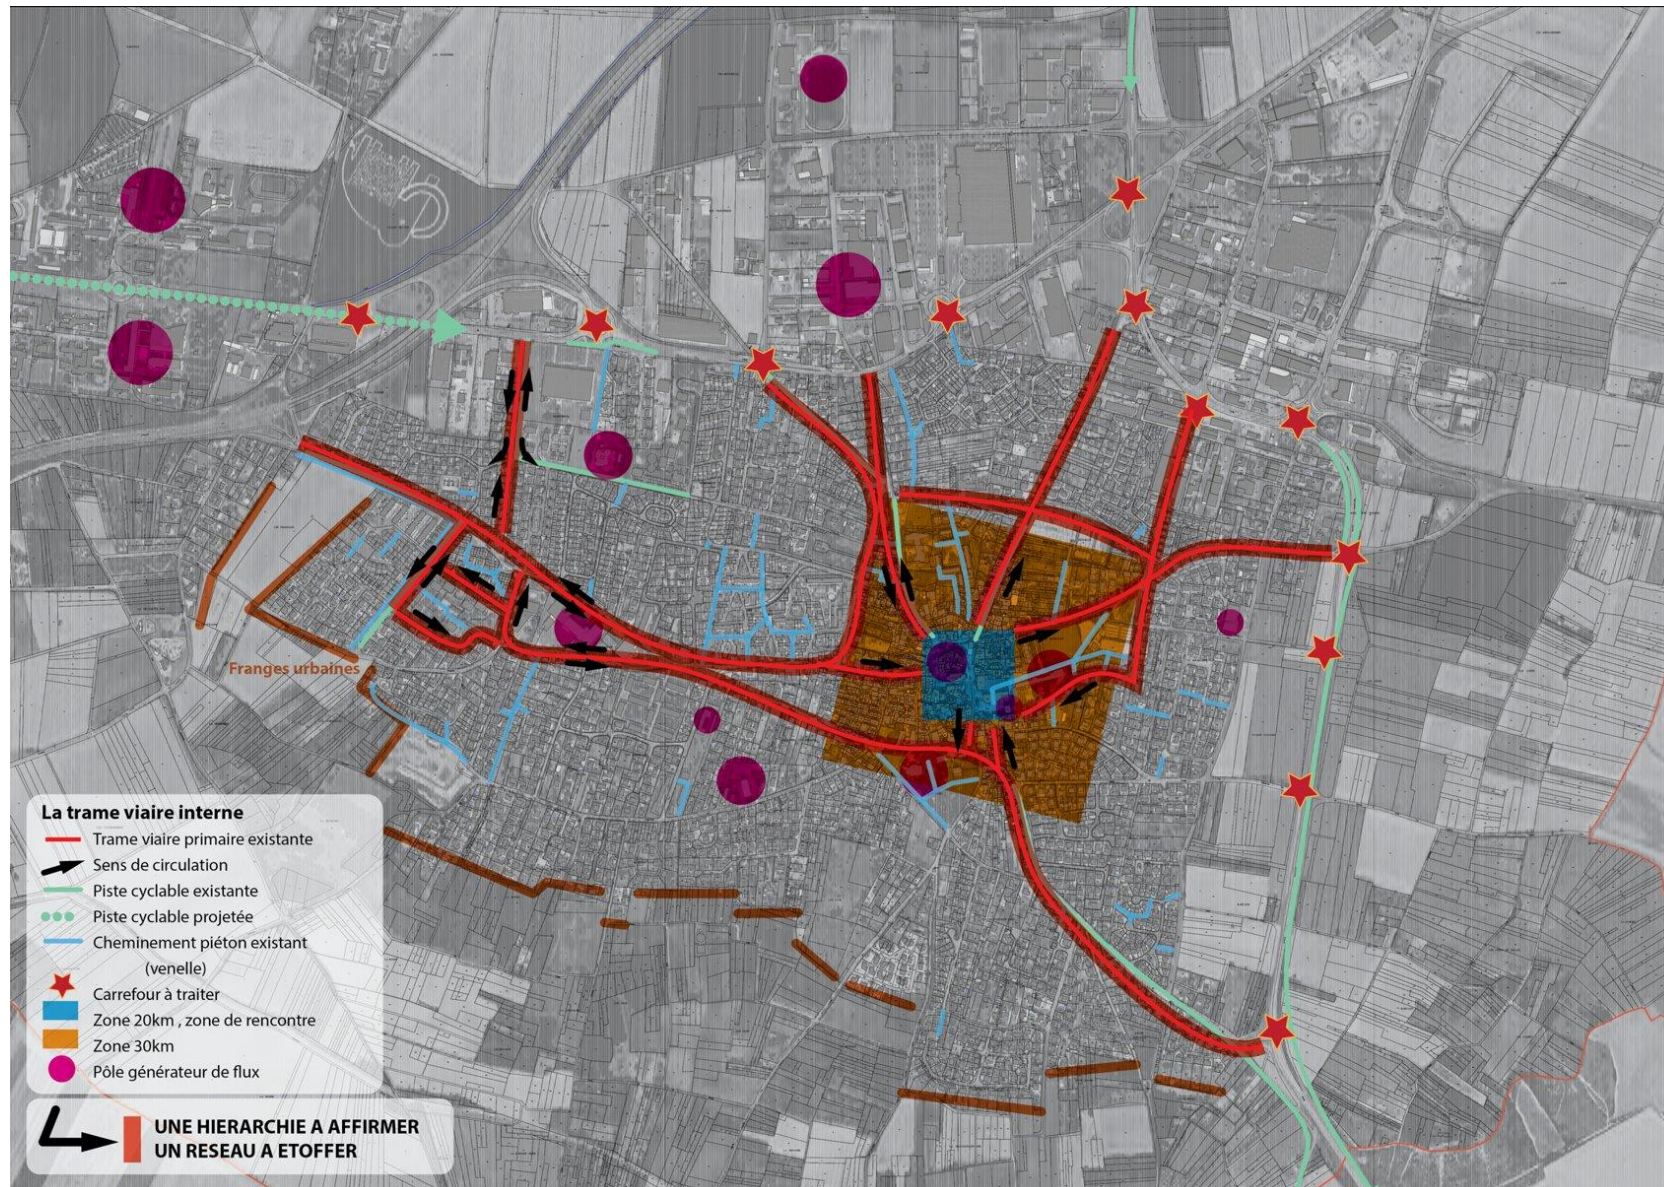 Franges urbaines
La trame viaire interne
Trame viaire primaire existante
Sens de circulation
Piste cyclable existante
Piste cyclable projetée
Cheminement piéton existant
(venelle)
Carrefour à traiter
Zone 20km , zone de rencontre
Zone 30km
Pôle générateur de flux
UNE HIERARCHIE A AFFIRMER
UN RESEAU A ETOFFER